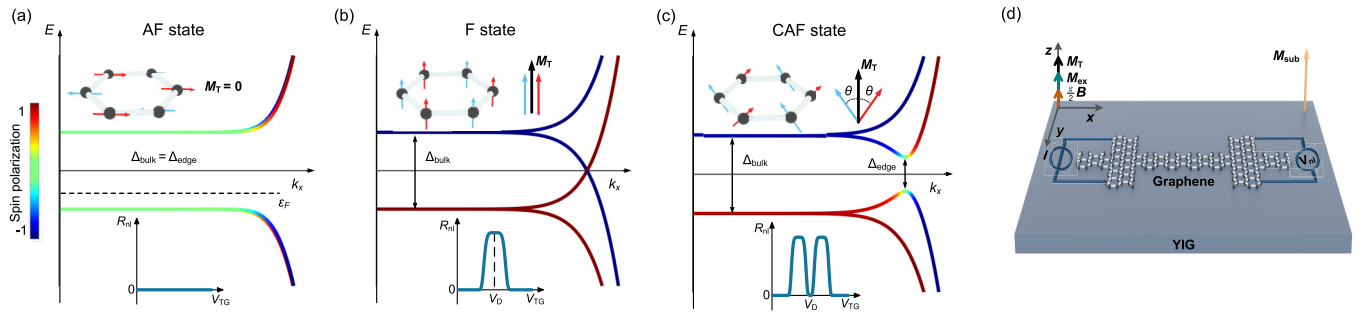 (a)
AF state
E
M_T = 0
Spin polarization
1
-1
Δ_bulk = Δ_edge
k_x
ε_F
R_nl
0
V_TG
(b)
F state
E
M_T
Δ_bulk
k_x
R_nl
0
V_D
V_TG
(c)
CAF state
E
M_T
θ
θ
Δ_bulk
Δ_edge
k_x
R_nl
0
V_D
V_TG
(d)
z
M_T
M_ex
g/2 B
x
y
M_sub
I
V_nl
Graphene
YIG